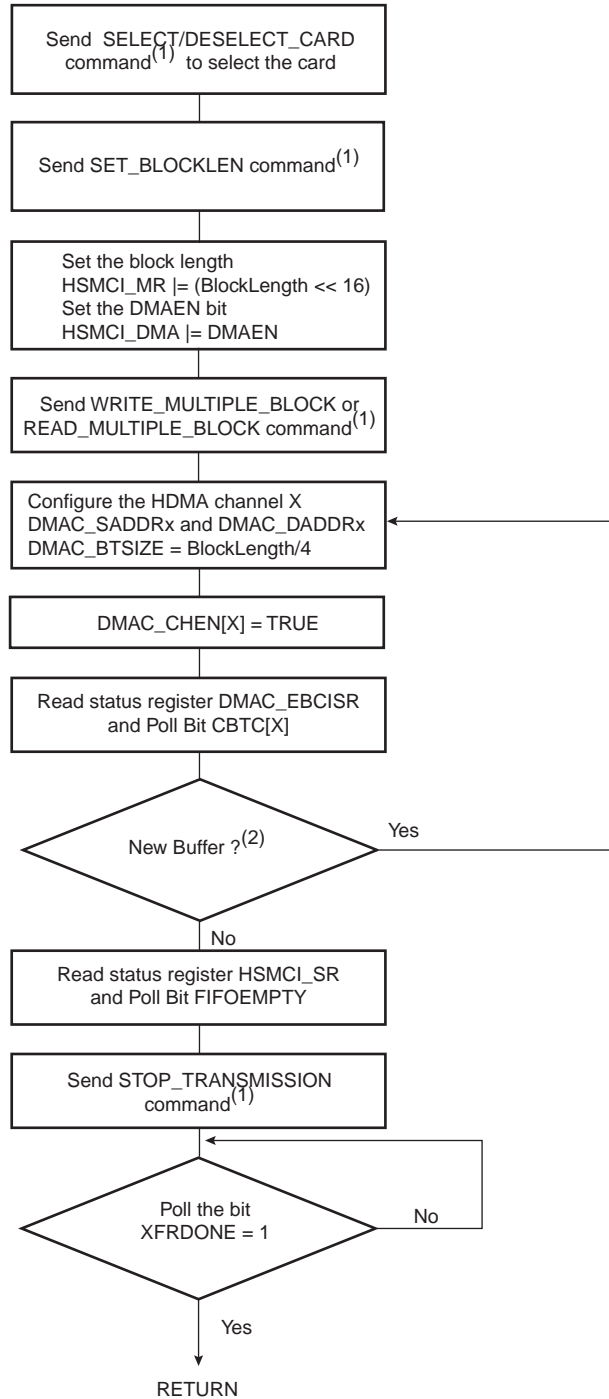 Send SELECT/DESELECT_CARD
command(1) to select the card
Send SET_BLOCKLEN command(1)
Set the block length
HSMCI_MR |= (BlockLength << 16)
Set the DMAEN bit
HSMCI_DMA |= DMAEN
Send WRITE_MULTIPLE_BLOCK or
READ_MULTIPLE_BLOCK command(1)
Configure the HDMA channel X
DMAC_SADDRx and DMAC_DADDRx
DMAC_BTSIZE = BlockLength/4
DMAC_CHEN[X] = TRUE
Read status register DMAC_EBCISR
and Poll Bit CBTC[X]
New Buffer ?(2)
Yes
No
Read status register HSMCI_SR
and Poll Bit FIFOEMPTY
Send STOP_TRANSMISSION
command(1)
Poll the bit
XFRDONE = 1
No
Yes
RETURN